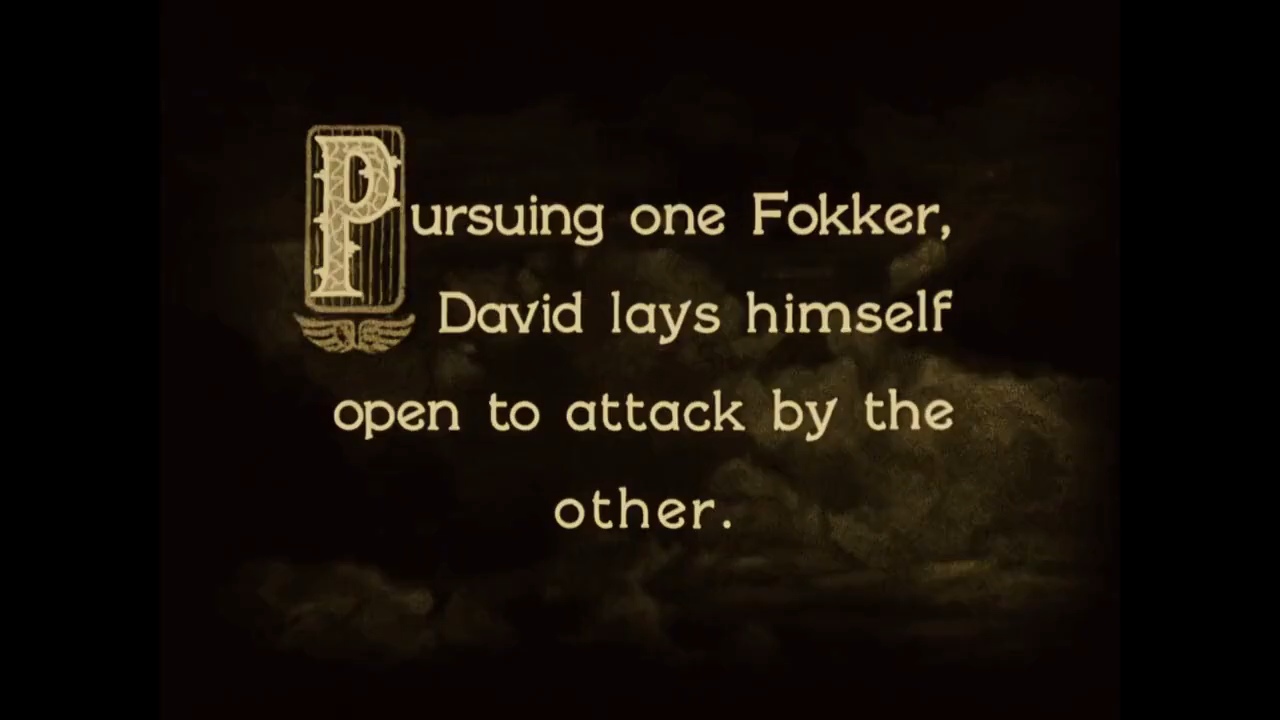 Pursuing one Fokker,
David lays himself
open to attack by the
other.